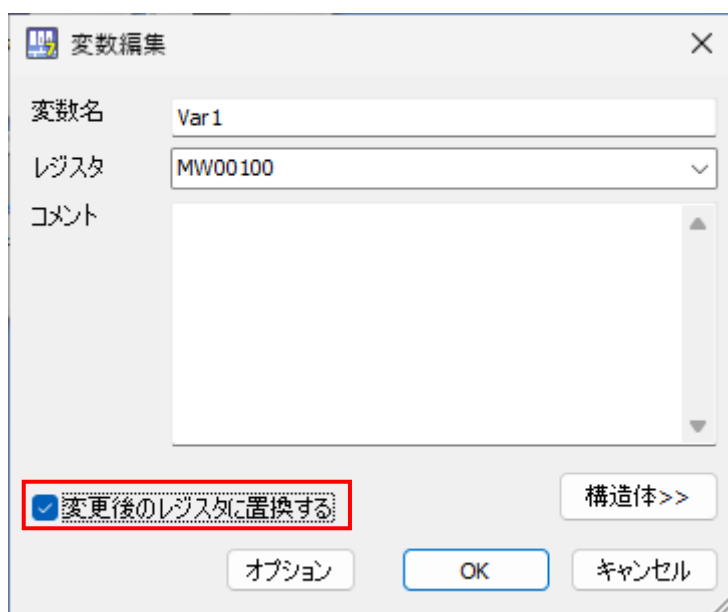 変数編集
変数名 Var1
レジスタ MW00100
コメント
変更後のレジスタに置換する
構造体>>
オプション OK キャンセル